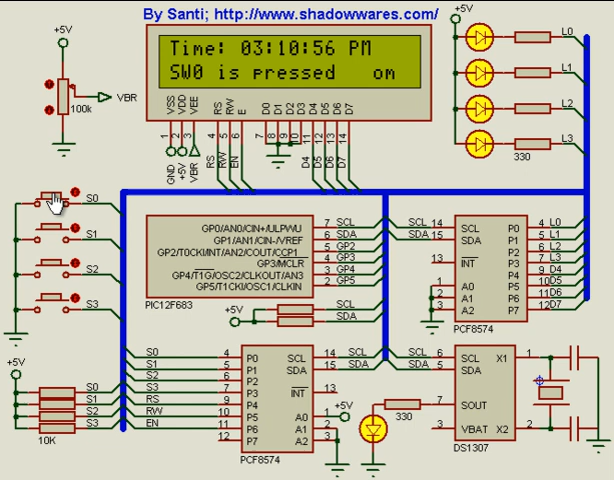 By Santi; http://www.shadowwares.com/
+5V
100k
VBR
Time: 03:10:56 PM
SW0 is pressed om
VSS VDD VEE RS RW E D0 D1 D2 D3 D4 D5 D6 D7
1 2 3 4 5 6 7 8 9 10 11 12 13 14
GND +5V VBR RS RW EN D4 D5 D6 D7
+5V
L0
L1
L2
L3
330
S0
S1
S2
S3
GP0/AN0/CIN+/ULPWU 7 SCL
GP1/AN1/CIN-/VREF 6 SDA
GP2/T0CKI/INT/AN2/COUT/CCP1 5 GP2
GP3/MCLR 4 GP3
GP4/T1G/OSC2/CLKOUT/AN3 3 GP4
GP5/T1CKI/OSC1/CLKIN 2 GP5
PIC12F683
+5V
SCL
SDA
SCL 14 SCL P0 4 L0
SDA 15 SDA P1 5 L1
P2 6 L2
13 INT P3 7 L3
P4 9 D4
1 A0 P5 10 D5
2 A1 P6 11 D6
3 A2 P7 12 D7
PCF8574
+5V
S0
S1
S2
S3
10K
S0 4 P0 SCL 14 SCL
S1 5 P1 SDA 15 SDA
S2 6 P2
S3 7 P3 INT 13
RS 9 P4
RW 10 P5 A0 1 +5V
EN 11 P6 A1 2
12 P7 A2 3
PCF8574
SCL 6 SCL X1 1
SDA 5 SDA
330 7 SOUT
3 VBAT X2 2
DS1307